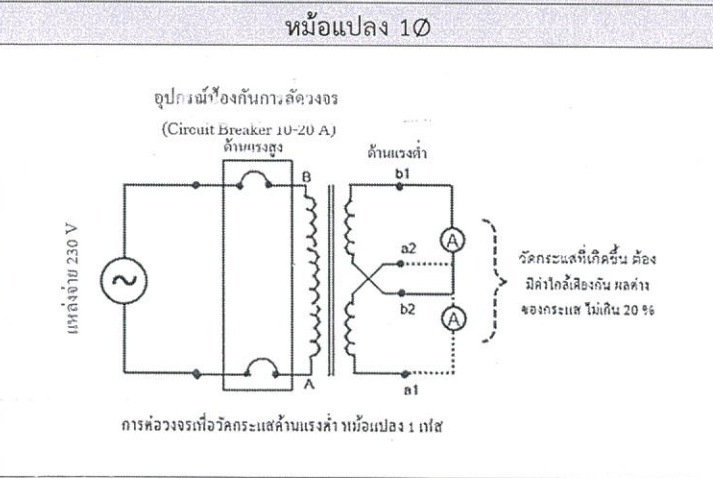 หม้อแปลง 1Ø
อุปกรณ์ป้องกันการลัดวงจร
(Circuit Breaker 10-20 A)
ด้านแรงสูง
ด้านแรงต่ำ
B
b1
A
a2
แหล่งจ่าย 230 V
~
วัดกระแสที่เกิดขึ้น ต้อง
มีค่าใกล้เคียงกัน ผลต่าง
ของกระแส ไม่เกิน 20 %
b2
A
A
a1
การต่อวงจรเพื่อวัดกระแสด้านแรงต่ำ หม้อแปลง 1 เฟส